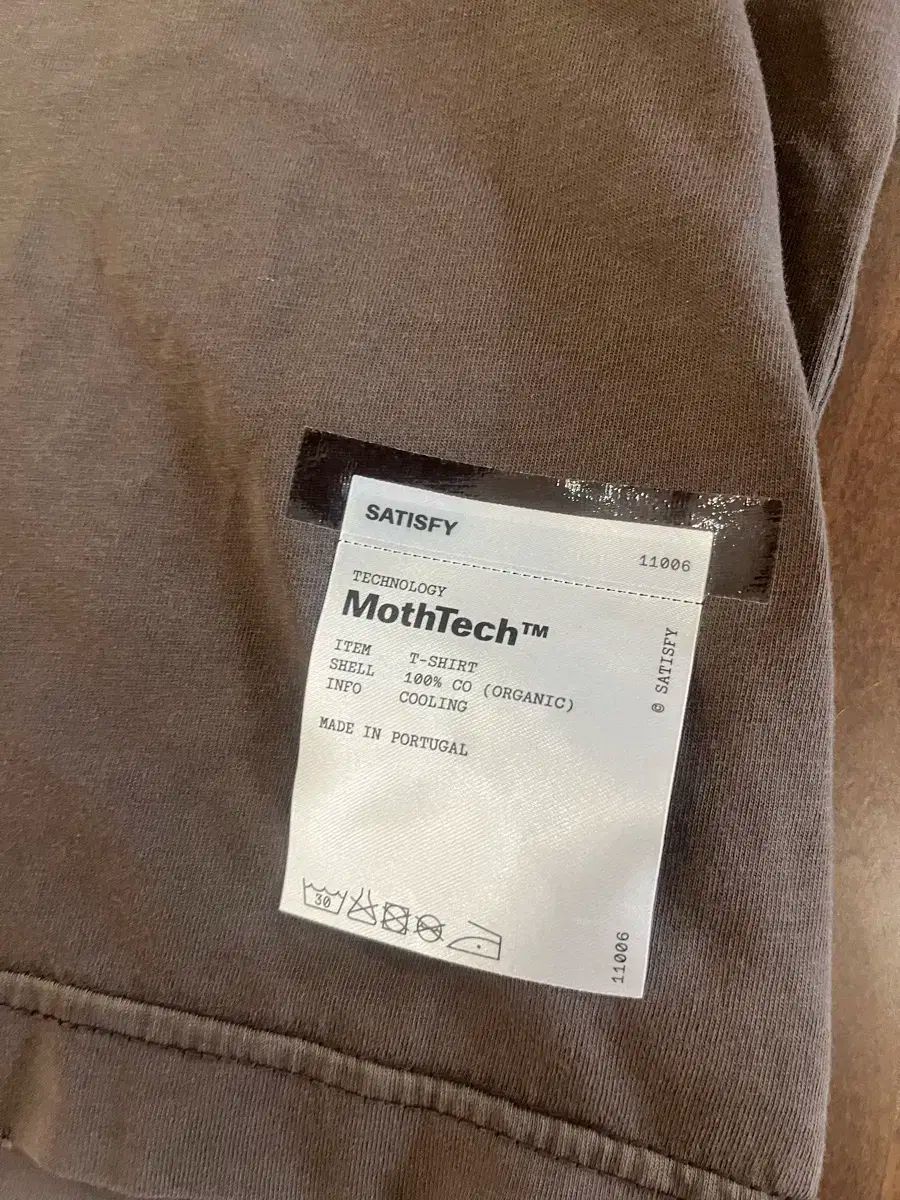 SATISFY
11006
TECHNOLOGY
MothTech™
ITEM T-SHIRT
SHELL 100% CO (ORGANIC)
INFO COOLING
MADE IN PORTUGAL
© SATISFY
30
11006